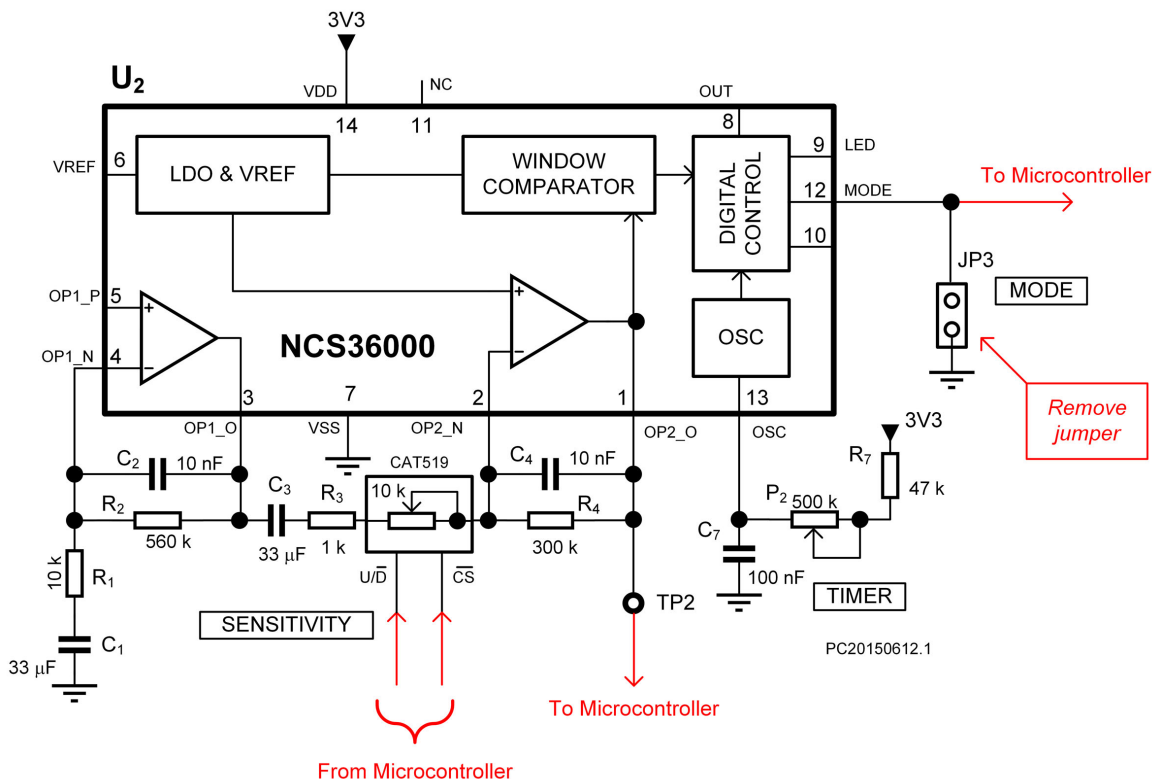 3V3
U2
VDD
NC
OUT
14
11
8
VREF
6
LDO & VREF
WINDOW
COMPARATOR
DIGITAL
CONTROL
9
LED
12
MODE
10
To Microcontroller
JP3
MODE
OP1_P
5
+
OP1_N
4
−
+
−
NCS36000
OSC
3
7
2
1
13
OP1_O
VSS
OP2_N
OP2_O
OSC
Remove
jumper
3V3
C2
10 nF
CAT519
C4
10 nF
R7
47 k
R2
560 k
C3
33 µF
R3
1 k
10 k
R4
300 k
P2
500 k
C7
100 nF
10 k
R1
U/D
CS
TP2
TIMER
SENSITIVITY
C1
33 µF
PC20150612.1
To Microcontroller
From Microcontroller